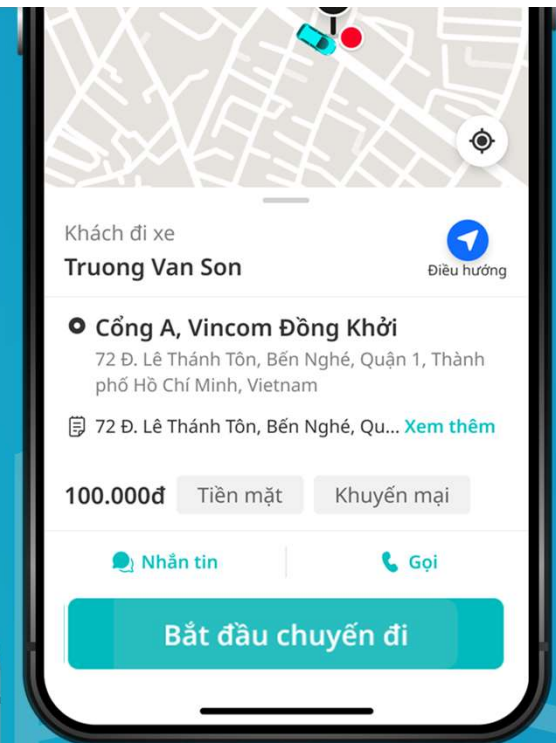 Khách đi xe
Truong Van Son
Điều hướng
Cổng A, Vincom Đồng Khởi
72 Đ. Lê Thánh Tôn, Bến Nghé, Quận 1, Thành
phố Hồ Chí Minh, Vietnam
72 Đ. Lê Thánh Tôn, Bến Nghé, Qu... Xem thêm
100.000đ Tiền mặt Khuyến mại
Nhắn tin Gọi
Bắt đầu chuyến đi